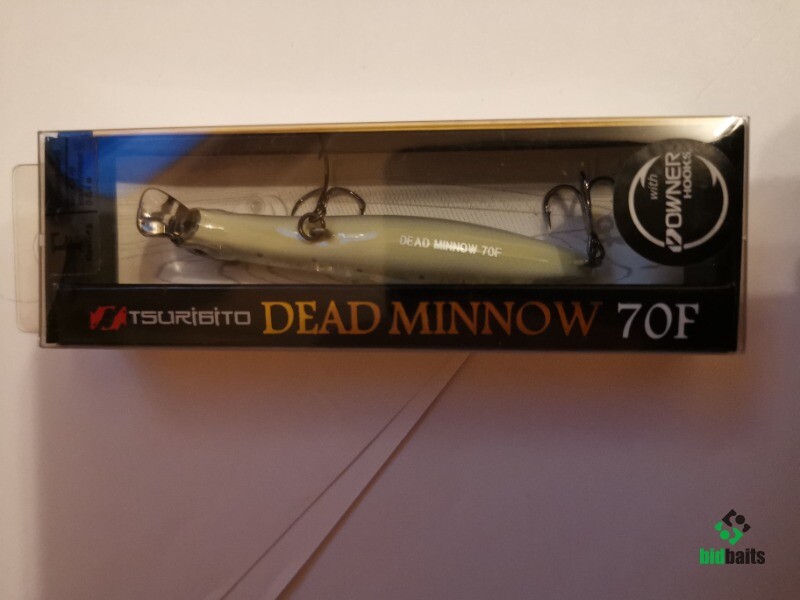 with
OWNER
HOOKS
DEAD MINNOW 70F
TSURIBITO DEAD MINNOW 70F
bidbaits